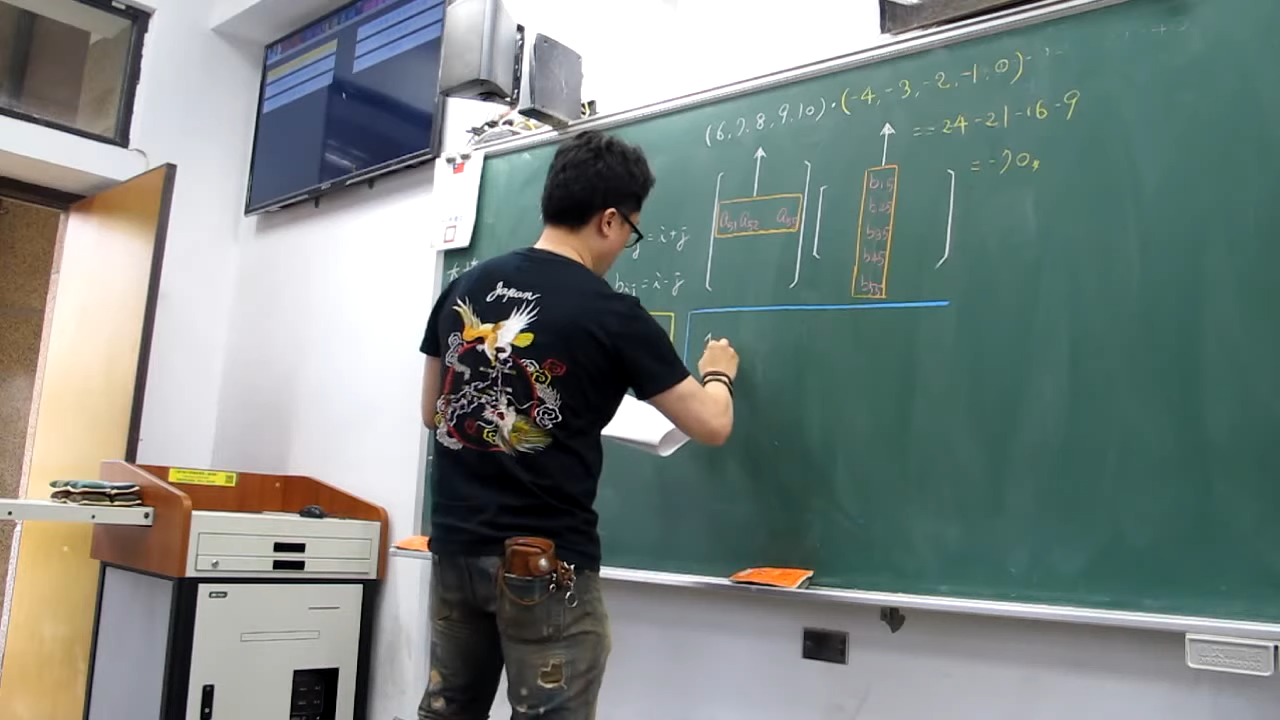 (6,7,8,9,10)·(-4,-3,-2,-1,0)
=-24-21-16-9
=-70
a51 a52 a55
b15
b25
b35
b45
b55
=i+j
bij=i-j
Japan